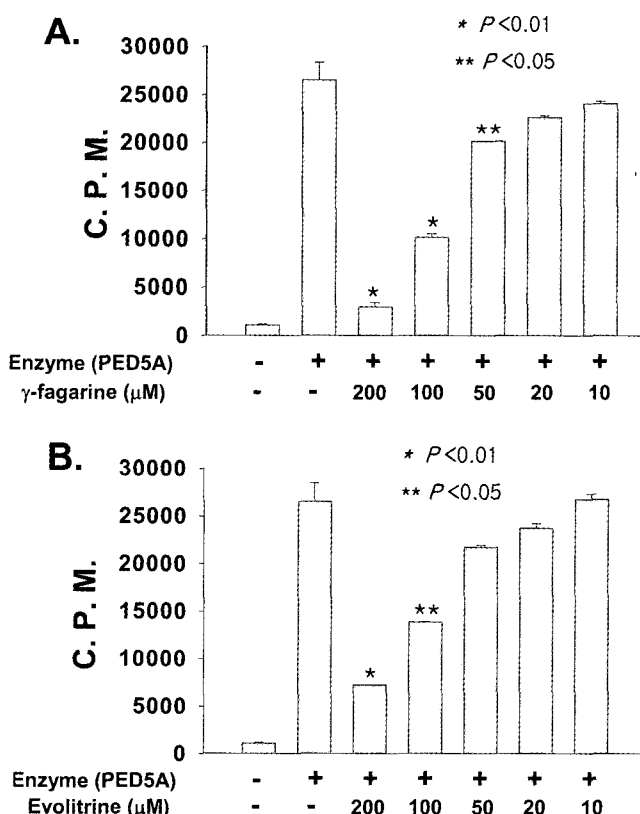 A.
* P<0.01
** P<0.05
30000
25000
20000
15000
10000
5000
0
C. P. M.
*
*
**
Enzyme (PED5A) - + + + + + +
γ-fagarine (μM) - - 200 100 50 20 10
B.
* P<0.01
** P<0.05
30000
25000
20000
15000
10000
5000
0
C. P. M.
*
**
Enzyme (PED5A) - + + + + + +
Evolitrine (μM) - - 200 100 50 20 10